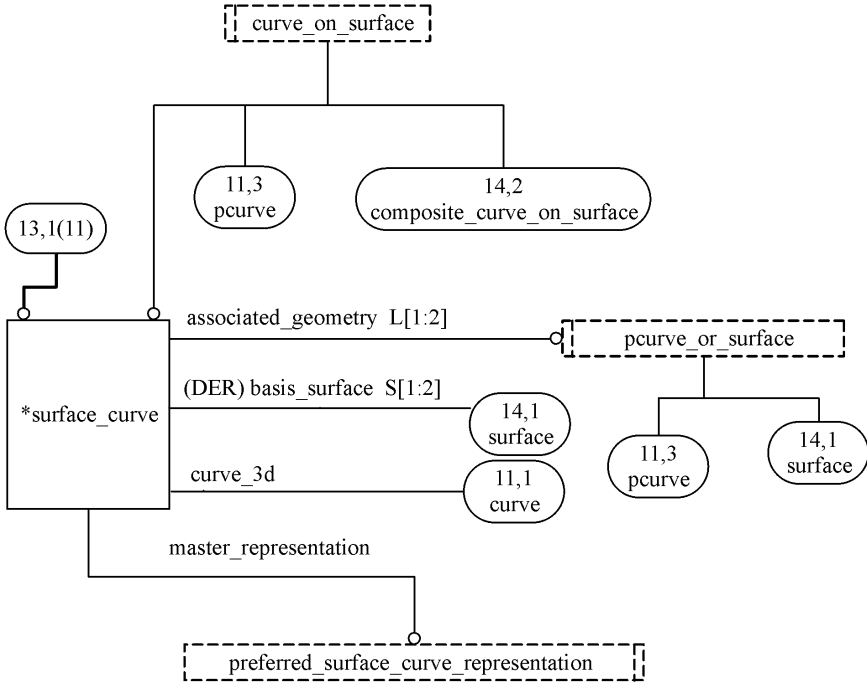 curve_on_surface
11,3
pcurve
14,2
composite_curve_on_surface
13,1(11)
associated_geometry L[1:2]
pcurve_or_surface
(DER) basis_surface S[1:2]
*surface_curve
14,1
surface
11,3
pcurve
14,1
surface
curve_3d
11,1
curve
master_representation
preferred_surface_curve_representation